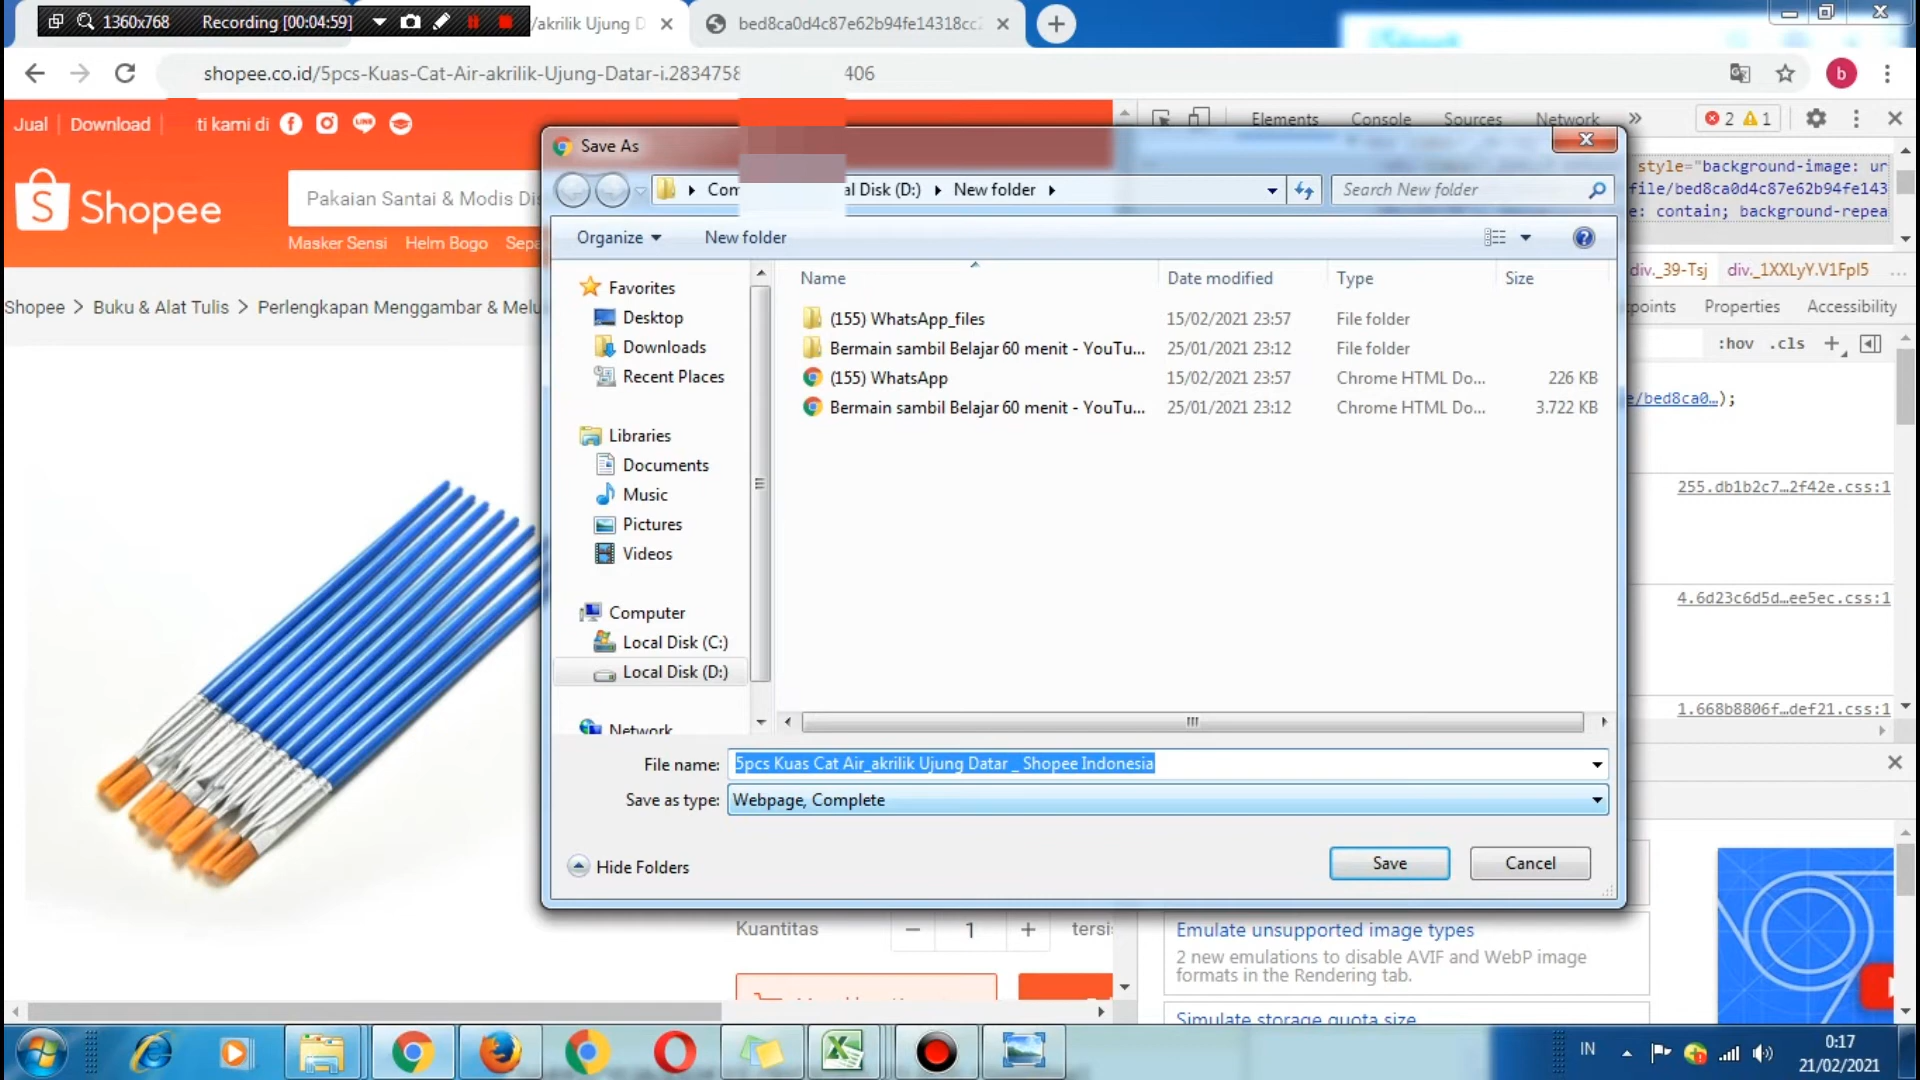 1360x768 Recording [00:04:59]
/akrilik Ujung D
bed8ca0d4c87e62b94fe14318cc2
shopee.co.id/5pcs-Kuas-Cat-Air-akrilik-Ujung-Datar-i.2834758 406
b
Jual Download ti kami di
Elements Console Sources Network » 2 1
Save As
style="background-image: ur
file/bed8ca0d4c87e62b94fe143
: contain; background-repea
Com al Disk (D:) New folder
Search New folder
Shopee
Pakaian Santai & Modis Di
Masker Sensi Helm Bogo Sepa
Organize New folder
div._39-Tsj div._1XXLyY.V1FpI5 ...
Name Date modified Type Size
Shopee > Buku & Alat Tulis > Perlengkapan Menggambar & Melu
points Properties Accessibility
:hov .cls +
Favorites
Desktop
Downloads
Recent Places
Libraries
Documents
Music
Pictures
Videos
Computer
Local Disk (C:)
Local Disk (D:)
Network
(155) WhatsApp_files 15/02/2021 23:57 File folder
Bermain sambil Belajar 60 menit - YouTu... 25/01/2021 23:12 File folder
(155) WhatsApp 15/02/2021 23:57 Chrome HTML Do... 226 KB
Bermain sambil Belajar 60 menit - YouTu... 25/01/2021 23:12 Chrome HTML Do... 3.722 KB
e/bed8ca0…);
255.db1b2c7…2f42e.css:1
4.6d23c6d5d…ee5ec.css:1
1.668b8806f…def21.css:1
File name: 5pcs Kuas Cat Air_akrilik Ujung Datar _ Shopee Indonesia
Save as type: Webpage, Complete
Hide Folders
Save Cancel
Kuantitas − 1 + tersi
Emulate unsupported image types
2 new emulations to disable AVIF and WebP image
formats in the Rendering tab.
Simulate storage quota size
IN
0:17
21/02/2021